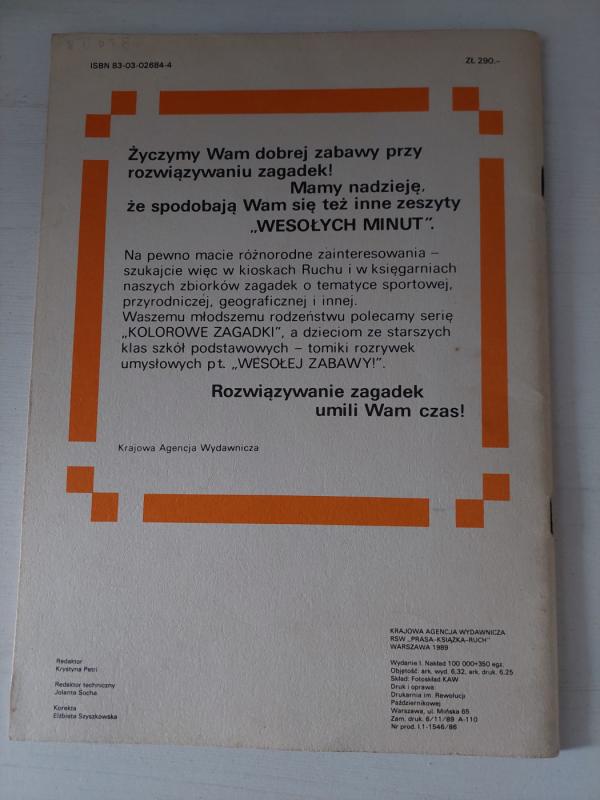 ISBN 83-03-02684-4
ZŁ 290.-
Życzymy Wam dobrej zabawy przy
rozwiązywaniu zagadek!
Mamy nadzieję,
że spodobają Wam się też inne zeszyty
„WESOŁYCH MINUT”.
Na pewno macie różnorodne zainteresowania –
szukajcie więc w kioskach Ruchu i w księgarniach
naszych zbiorków zagadek o tematyce sportowej,
przyrodniczej, geograficznej i innej.
Waszemu młodszemu rodzeństwu polecamy serię
„KOLOROWE ZAGADKI”, a dzieciom ze starszych
klas szkół podstawowych – tomiki rozrywek
umysłowych pt. „WESOŁEJ ZABAWY!”.
Rozwiązywanie zagadek
umili Wam czas!
Krajowa Agencja Wydawnicza
Redaktor
Krystyna Petri
Redaktor techniczny
Jolanta Socha
Korekta
Elżbieta Szyszkowska
KRAJOWA AGENCJA WYDAWNICZA
RSW „PRASA-KSIĄŻKA-RUCH”
WARSZAWA 1989
Wydanie I. Nakład 100 000+350 egz.
Objętość: ark. wyd. 6,32, ark. druk. 6,25
Skład: Fotoskład KAW
Druk i oprawa:
Drukarnia im. Rewolucji
Październikowej
Warszawa, ul. Mińska 65
Zam. druk. 6/11/89 A-110
Nr prod. I.1-1546/86